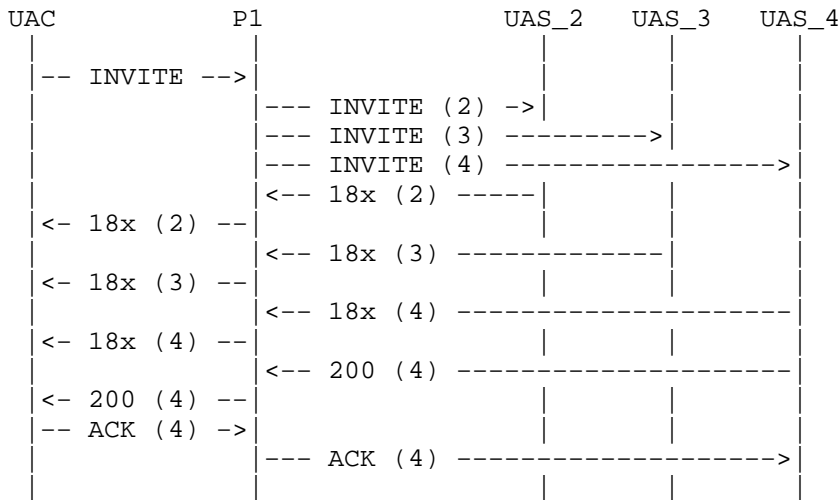 UAC P1 UAS_2 UAS_3 UAS_4
|-- INVITE -->|
|--- INVITE (2) ->|
|--- INVITE (3) --------->|
|--- INVITE (4) ----------------->|
|<-- 18x (2) -----|
|<- 18x (2) --|
|<-- 18x (3) -------------|
|<- 18x (3) --|
|<-- 18x (4) ---------------------|
|<- 18x (4) --|
|<-- 200 (4) ---------------------|
|<- 200 (4) --|
|-- ACK (4) ->|
|--- ACK (4) -------------------->|